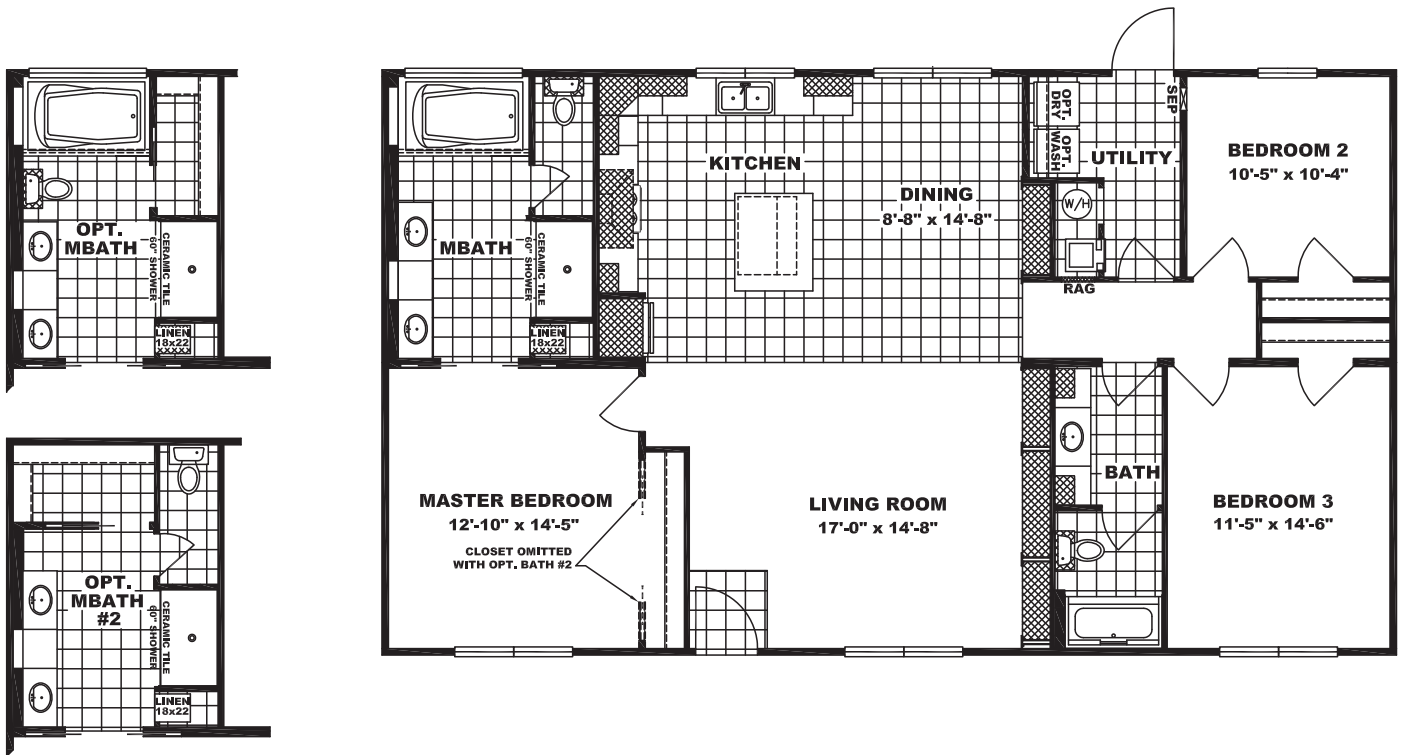 OPT.
MBATH
CERAMIC TILE
60" SHOWER
LINEN
18x22
OPT.
MBATH
#2
CERAMIC TILE
60" SHOWER
LINEN
18x22
MBATH
CERAMIC TILE
60" SHOWER
LINEN
18x22
KITCHEN
DINING
8'-8" x 14'-8"
OPT.
DRY
OPT.
WASH
UTILITY
SEP
W/H
RAG
BEDROOM 2
10'-5" x 10'-4"
MASTER BEDROOM
12'-10" x 14'-5"
CLOSET OMITTED
WITH OPT. BATH #2
LIVING ROOM
17'-0" x 14'-8"
BATH
BEDROOM 3
11'-5" x 14'-6"